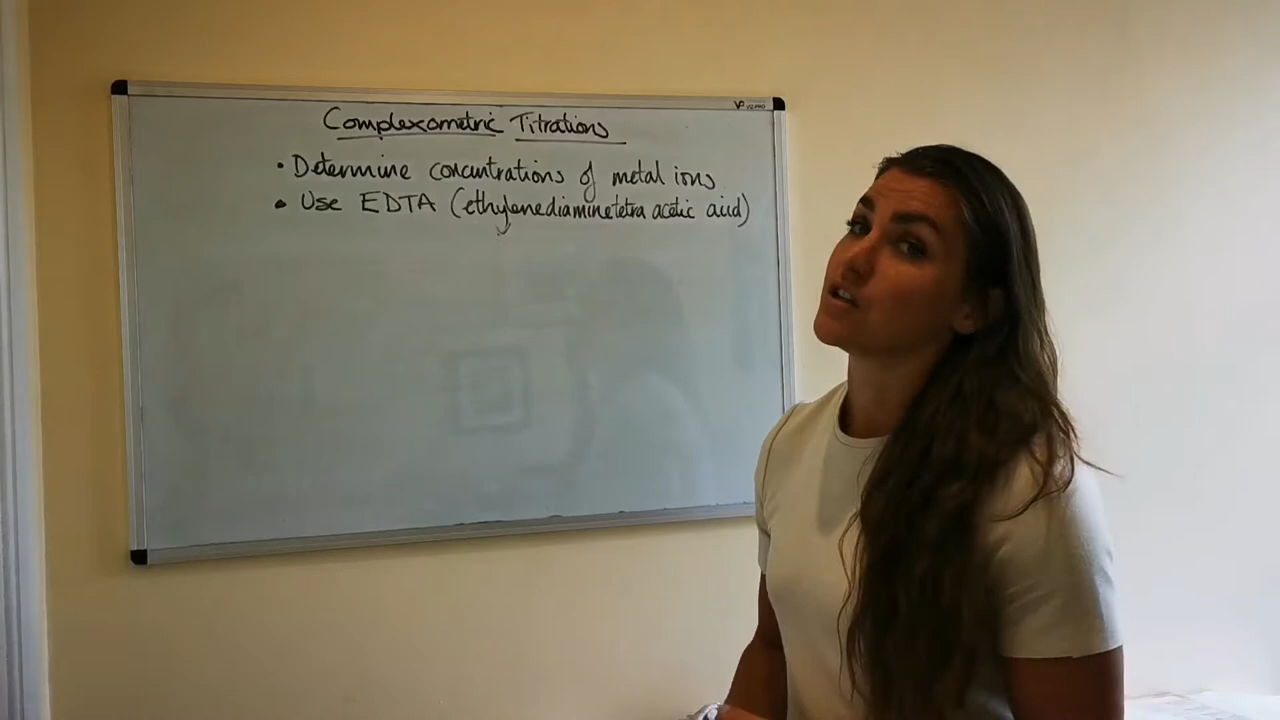 Complexometric Titrations
• Determine concentrations of metal ions
• Use EDTA (ethylenediaminetetra acetic acid)